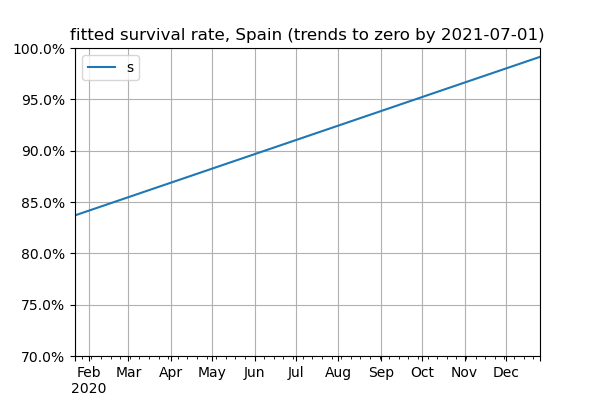 fitted survival rate, Spain (trends to zero by 2021-07-01)
100.0%
s
95.0%
90.0%
85.0%
80.0%
75.0%
70.0%
Feb Mar Apr May Jun Jul Aug Sep Oct Nov Dec
2020